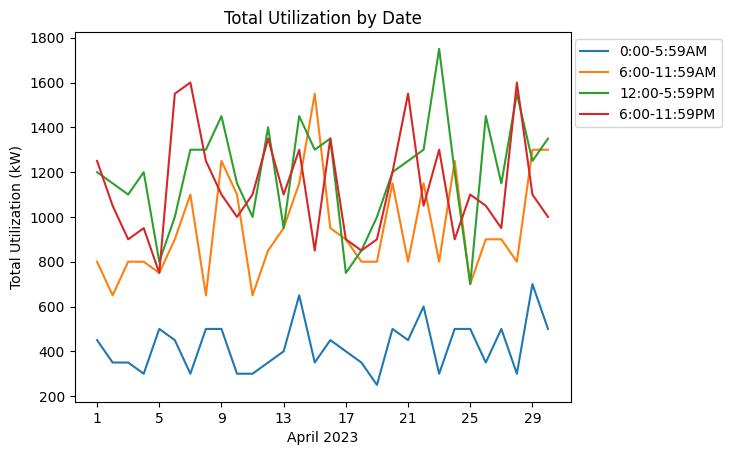 Total Utilization by Date
Total Utilization (kW)
1800
1600
1400
1200
1000
800
600
400
200
1 5 9 13 17 21 25 29
April 2023
0:00-5:59AM
6:00-11:59AM
12:00-5:59PM
6:00-11:59PM